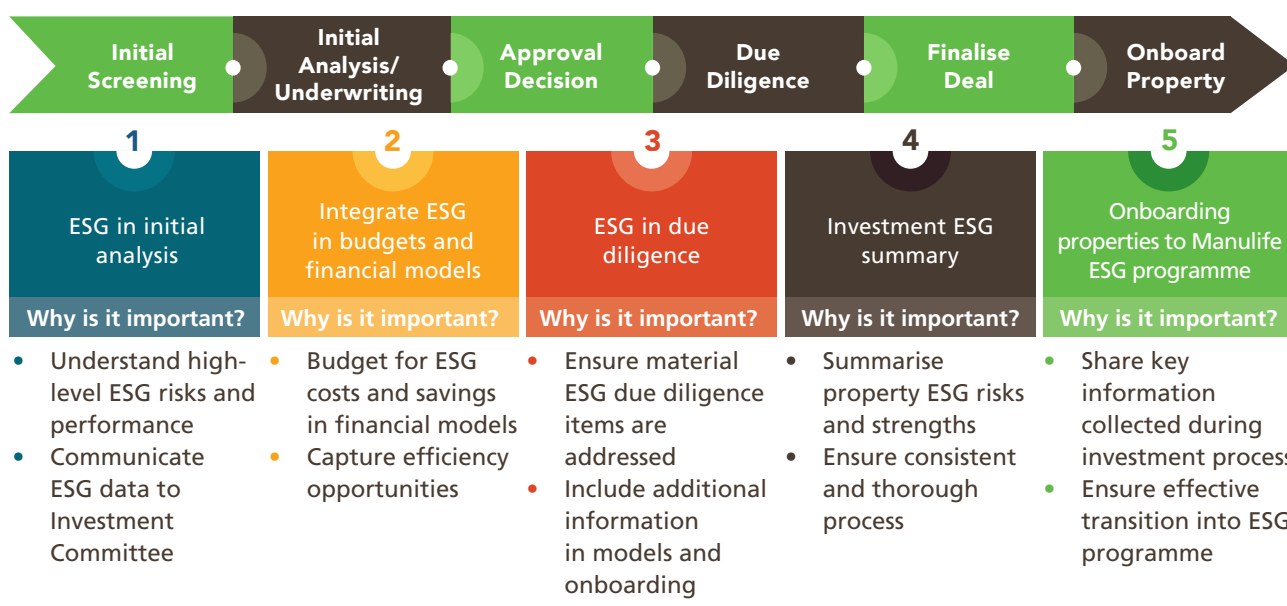 Initial
Screening
Initial
Analysis/
Underwriting
Approval
Decision
Due
Diligence
Finalise
Deal
Onboard
Property
1
ESG in initial
analysis
Why is it important?
• Understand high-
level ESG risks and
performance
• Communicate
ESG data to
Investment
Committee
2
Integrate ESG
in budgets and
financial models
Why is it important?
• Budget for ESG
costs and savings
in financial models
• Capture efficiency
opportunities
3
ESG in due
diligence
Why is it important?
• Ensure material
ESG due diligence
items are
addressed
• Include additional
information
in models and
onboarding
4
Investment ESG
summary
Why is it important?
• Summarise
property ESG risks
and strengths
• Ensure consistent
and thorough
process
5
Onboarding
properties to Manulife
ESG programme
Why is it important?
• Share key
information
collected during
investment process
• Ensure effective
transition into ESG
programme